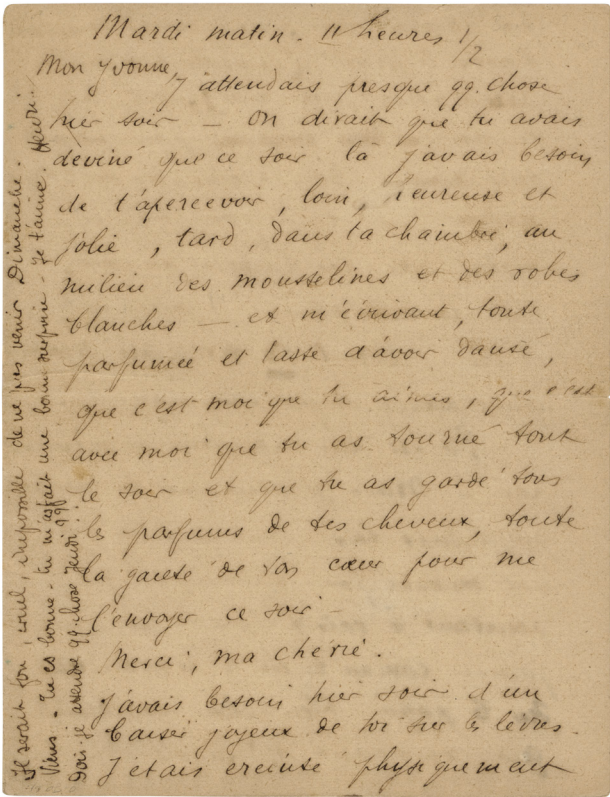 Mardi matin - 11 heures 1/2
Mon Yvonne,
J'attendais presque qq. chose
hier soir — on dirait que tu avais
deviné que ce soir là j'avais besoin
de t'apercevoir, loin, heureuse et
jolie, tard, dans ta chambre, au
milieu des mousselines et des robes
blanches — et m'écrivant, toute
parfumée et lasse d'avoir dansé,
que c'est moi que tu aimes, que c'est
avec moi que tu as tourné tout
le soir et que tu as gardé tous
les parfums de tes cheveux, toute
la gaieté de ton cœur pour me
l'envoyer ce soir -
Merci, ma chérie.
J'avais besoin hier soir d'un
baiser joyeux de toi sur les lèvres.
J'étais éreinté physiquement
Ce serait fou, cruel, impossible de ne pas venir Dimanche.
Viens - Tu es bonne - tu m'as fait une bonne surprise - Je t'aime. Henri.
Dois-je attendre qq. chose Jeudi ??